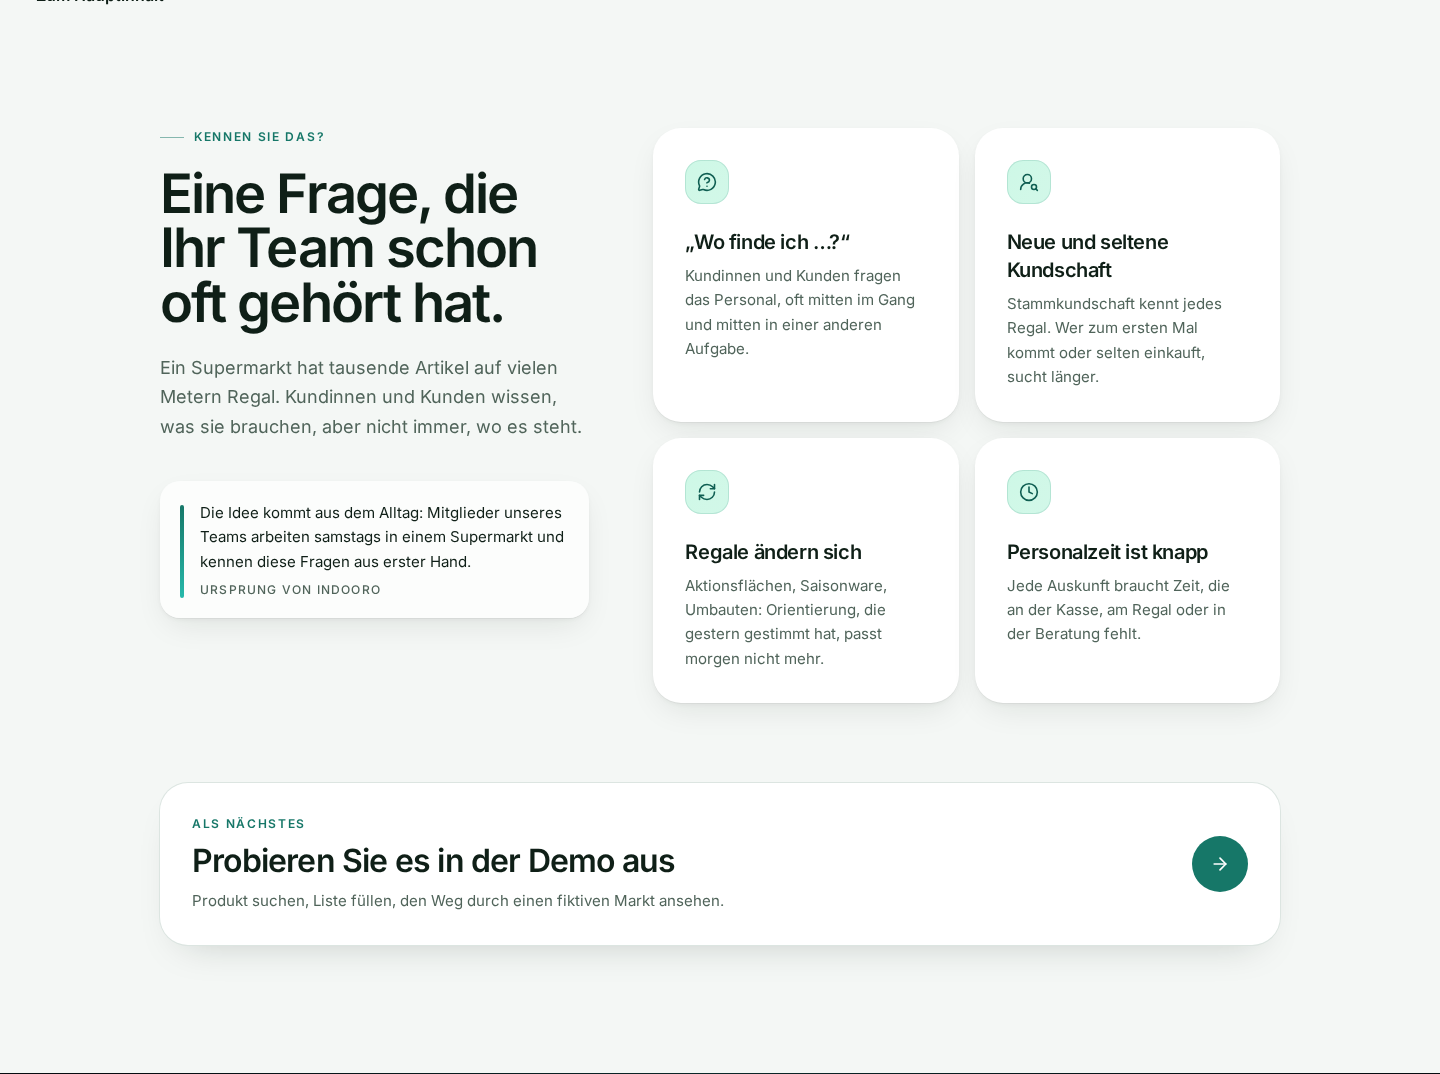 KENNEN SIE DAS?
Eine Frage, die
Ihr Team schon
oft gehört hat.
Ein Supermarkt hat tausende Artikel auf vielen
Metern Regal. Kundinnen und Kunden wissen,
was sie brauchen, aber nicht immer, wo es steht.
Die Idee kommt aus dem Alltag: Mitglieder unseres
Teams arbeiten samstags in einem Supermarkt und
kennen diese Fragen aus erster Hand.
URSPRUNG VON INDOORO
„Wo finde ich …?“
Kundinnen und Kunden fragen
das Personal, oft mitten im Gang
und mitten in einer anderen
Aufgabe.
Neue und seltene
Kundschaft
Stammkundschaft kennt jedes
Regal. Wer zum ersten Mal
kommt oder selten einkauft,
sucht länger.
Regale ändern sich
Aktionsflächen, Saisonware,
Umbauten: Orientierung, die
gestern gestimmt hat, passt
morgen nicht mehr.
Personalzeit ist knapp
Jede Auskunft braucht Zeit, die
an der Kasse, am Regal oder in
der Beratung fehlt.
ALS NÄCHSTES
Probieren Sie es in der Demo aus
Produkt suchen, Liste füllen, den Weg durch einen fiktiven Markt ansehen.